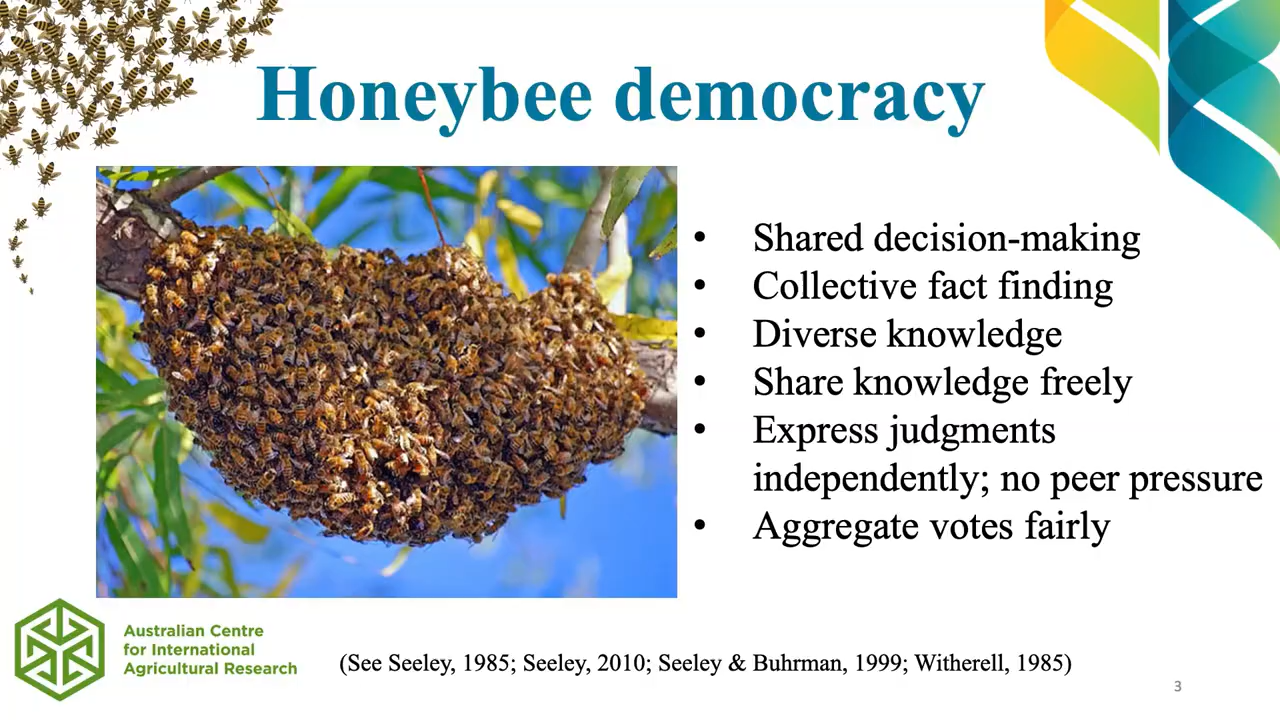 Honeybee democracy
• Shared decision-making
• Collective fact finding
• Diverse knowledge
• Share knowledge freely
• Express judgments
independently; no peer pressure
• Aggregate votes fairly
Australian Centre
for International
Agricultural Research
(See Seeley, 1985; Seeley, 2010; Seeley & Buhrman, 1999; Witherell, 1985)
3